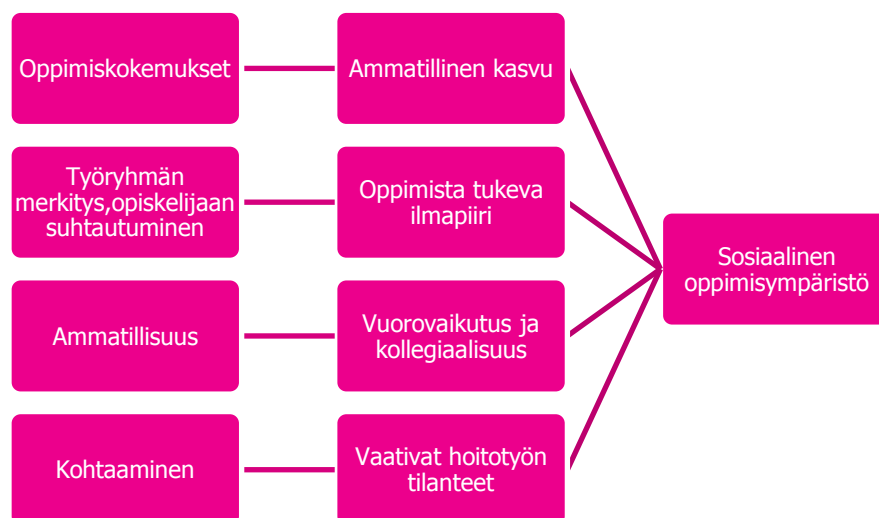 Oppimiskokemukset
Ammatillinen kasvu
Työryhmän
merkitys,opiskelijaan
suhtautuminen
Oppimista tukeva
ilmapiiri
Sosiaalinen
oppimisympäristö
Ammatillisuus
Vuorovaikutus ja
kollegiaalisuus
Kohtaaminen
Vaativat hoitotyön
tilanteet